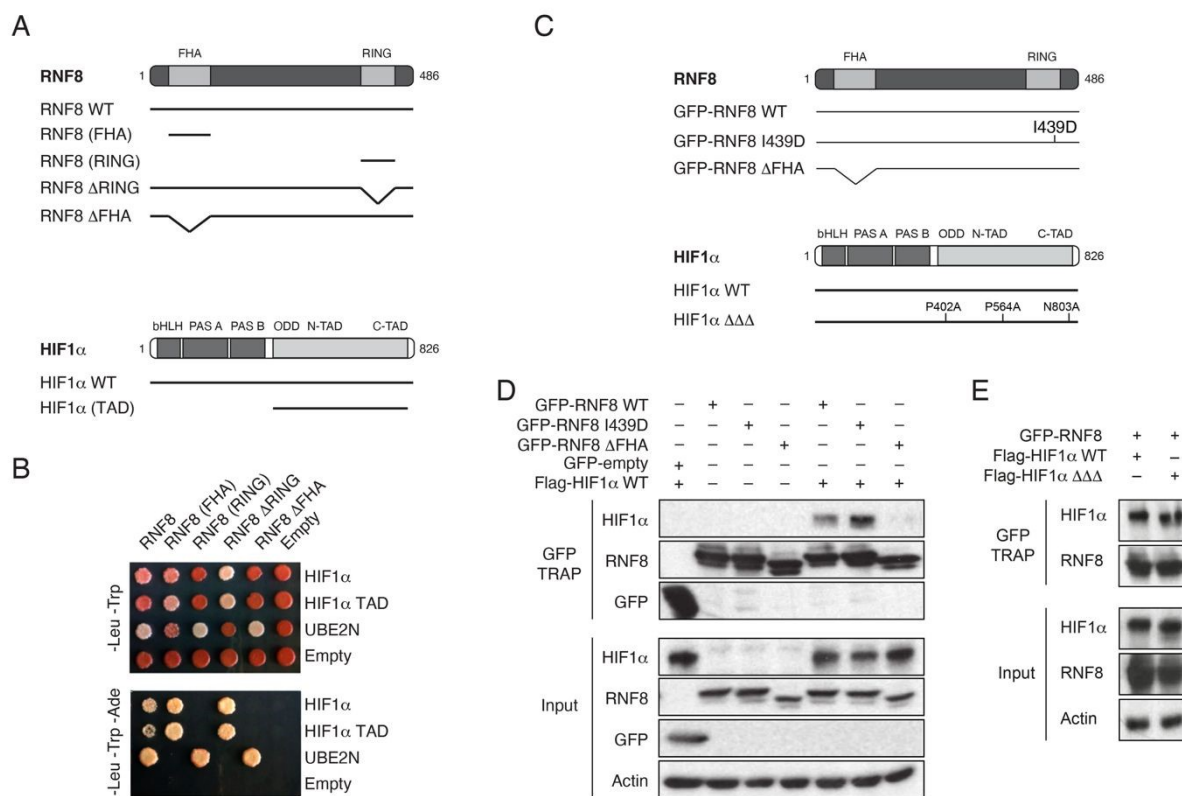 A
FHA RING
RNF8 1 486
RNF8 WT
RNF8 (FHA)
RNF8 (RING)
RNF8 ΔRING
RNF8 ΔFHA
bHLH PAS A PAS B ODD N-TAD C-TAD
HIF1α 1 826
HIF1α WT
HIF1α (TAD)
B
RNF8
RNF8 (FHA)
RNF8 (RING)
RNF8 ΔRING
RNF8 ΔFHA
Empty
-Leu -Trp
HIF1α
HIF1α TAD
UBE2N
Empty
-Leu -Trp -Ade
HIF1α
HIF1α TAD
UBE2N
Empty
C
FHA RING
RNF8 1 486
GFP-RNF8 WT
GFP-RNF8 I439D I439D
GFP-RNF8 ΔFHA
bHLH PAS A PAS B ODD N-TAD C-TAD
HIF1α 1 826
HIF1α WT
P402A P564A N803A
HIF1α ΔΔΔ
D
GFP-RNF8 WT – + – – + – –
GFP-RNF8 I439D – – + – – + –
GFP-RNF8 ΔFHA – – – + – – +
GFP-empty + – – – – – –
Flag-HIF1α WT + – – – + + +
GFP TRAP
HIF1α
RNF8
GFP
Input
HIF1α
RNF8
GFP
Actin
E
GFP-RNF8 + +
Flag-HIF1α WT + –
Flag-HIF1α ΔΔΔ – +
GFP TRAP
HIF1α
RNF8
Input
HIF1α
RNF8
Actin